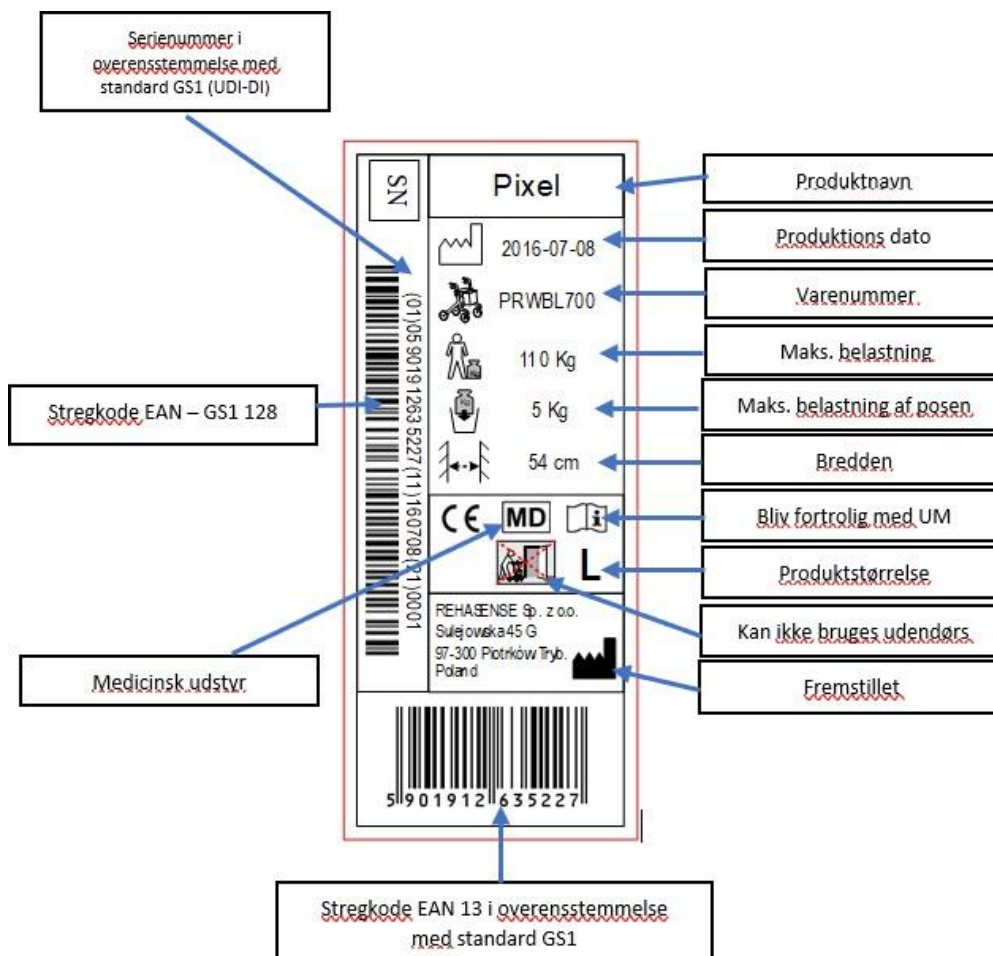 Serienummer i
overensstemmelse med
standard GS1 (UDI-DI)
SN
Pixel
Produktnavn
2016-07-08
Produktions dato
PRWBL700
Varenummer
110 Kg
Maks. belastning
5 Kg
Maks. belastning af posen
54 cm
Bredden
(01)05901912635227(11)160708(21)0001
Stregkode EAN – GS1 128
CE MD i
Bliv fortrolig med UM
L
Produktstørrelse
Kan ikke bruges udendørs
REHASENSE Sp. z o.o.
Sulejowska 45 G
97-300 Piotrków Tryb.
Poland
Medicinsk udstyr
Fremstillet
5 901912 635227
Stregkode EAN 13 i overensstemmelse
med standard GS1